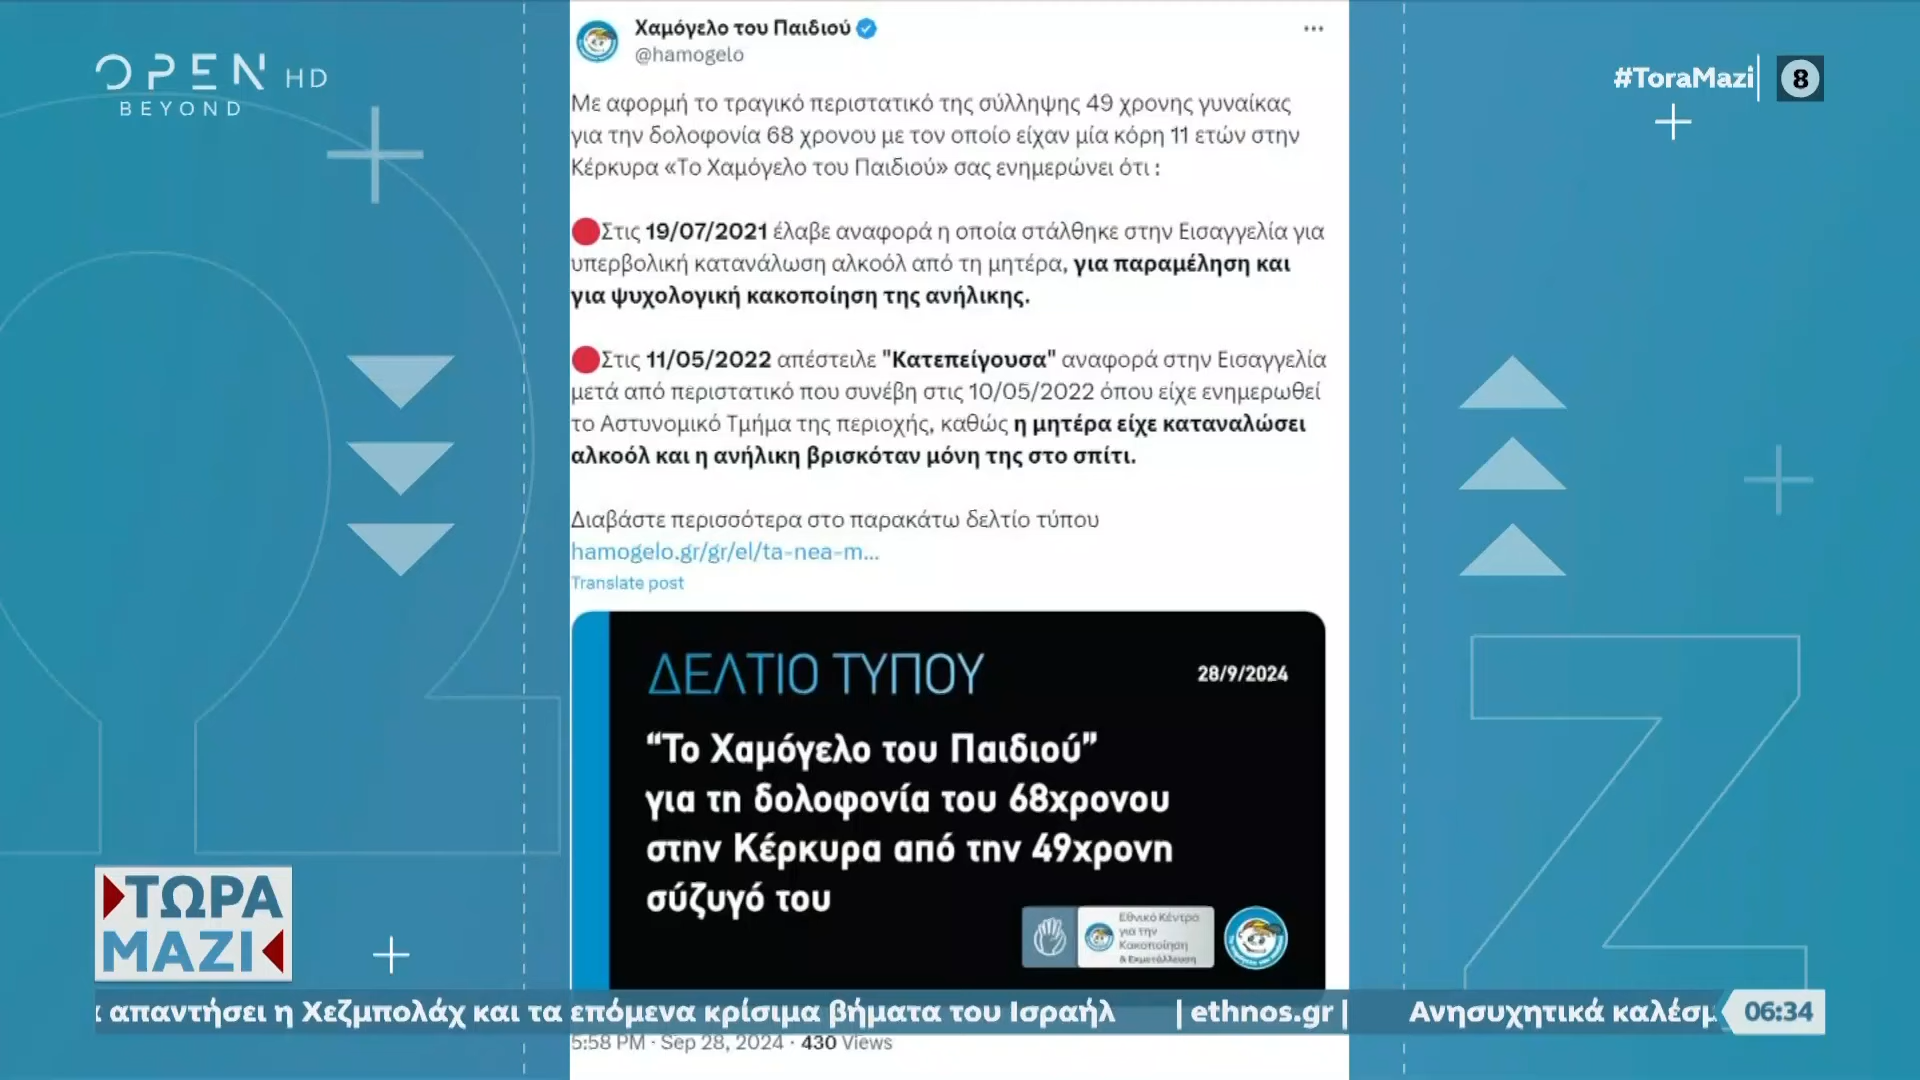 OPEN HD
BEYOND
#ToraMazi
8
Χαμόγελο του Παιδιού
@hamogelo
Με αφορμή το τραγικό περιστατικό της σύλληψης 49 χρονης γυναίκας
για την δολοφονία 68 χρονου με τον οποίο είχαν μία κόρη 11 ετών στην
Κέρκυρα «Το Χαμόγελο του Παιδιού» σας ενημερώνει ότι :
🔴Στις 19/07/2021 έλαβε αναφορά η οποία στάλθηκε στην Εισαγγελία για
υπερβολική κατανάλωση αλκοόλ από τη μητέρα, για παραμέληση και
για ψυχολογική κακοποίηση της ανήλικης.
🔴Στις 11/05/2022 απέστειλε "Κατεπείγουσα" αναφορά στην Εισαγγελία
μετά από περιστατικό που συνέβη στις 10/05/2022 όπου είχε ενημερωθεί
το Αστυνομικό Τμήμα της περιοχής, καθώς η μητέρα είχε καταναλώσει
αλκοόλ και η ανήλικη βρισκόταν μόνη της στο σπίτι.
Διαβάστε περισσότερα στο παρακάτω δελτίο τύπου
hamogelo.gr/gr/el/ta-nea-m...
Translate post
ΔΕΛΤΙΟ ΤΥΠΟΥ
28/9/2024
“Το Χαμόγελο του Παιδιού”
για τη δολοφονία του 68χρονου
στην Κέρκυρα από την 49χρονη
σύζυγό του
Εθνικό Κέντρο
για την
Κακοποίηση
& Εκμετάλλευση
ΤΩΡΑ
ΜΑΖΙ
απαντήσει η Χεζμπολάχ και τα επόμενα κρίσιμα βήματα του Ισραήλ | ethnos.gr | Ανησυχητικά καλέσμ
06:34
5:58 PM · Sep 28, 2024 · 430 Views